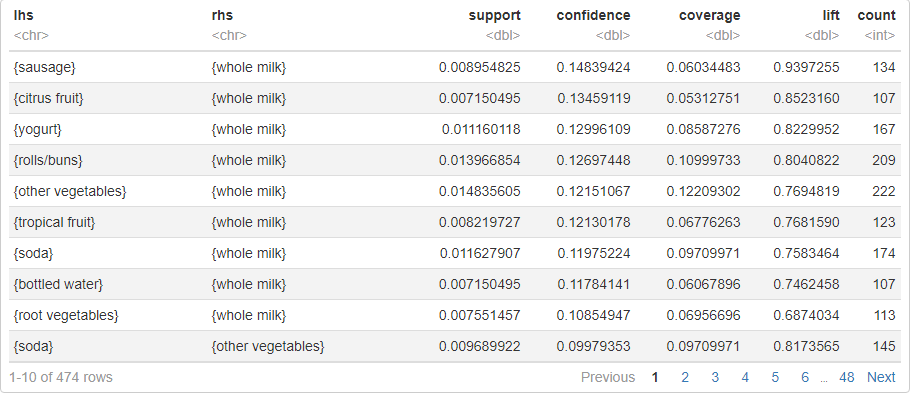 lhs rhs support confidence coverage lift count
<chr> <chr> <dbl> <dbl> <dbl> <dbl> <int>
{sausage} {whole milk} 0.008954825 0.14839424 0.06034483 0.9397255 134
{citrus fruit} {whole milk} 0.007150495 0.13459119 0.05312751 0.8523160 107
{yogurt} {whole milk} 0.011160118 0.12996109 0.08587276 0.8229952 167
{rolls/buns} {whole milk} 0.013966854 0.12697448 0.10999733 0.8040822 209
{other vegetables} {whole milk} 0.014835605 0.12151067 0.12209302 0.7694819 222
{tropical fruit} {whole milk} 0.008219727 0.12130178 0.06776263 0.7681590 123
{soda} {whole milk} 0.011627907 0.11975224 0.09709971 0.7583464 174
{bottled water} {whole milk} 0.007150495 0.11784141 0.06067896 0.7462458 107
{root vegetables} {whole milk} 0.007551457 0.10854947 0.06956696 0.6874034 113
{soda} {other vegetables} 0.009689922 0.09979353 0.09709971 0.8173565 145
1-10 of 474 rows Previous 1 2 3 4 5 6 ... 48 Next